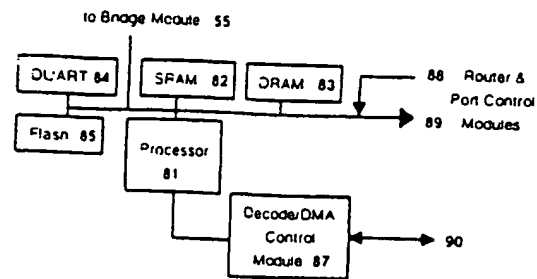 to Bridge Module 55
DUART 84
SRAM 82
DRAM 83
88 Router &
Port Control
89 Modules
Flash 85
Processor
81
Decode/DMA
Control
Module 87
90